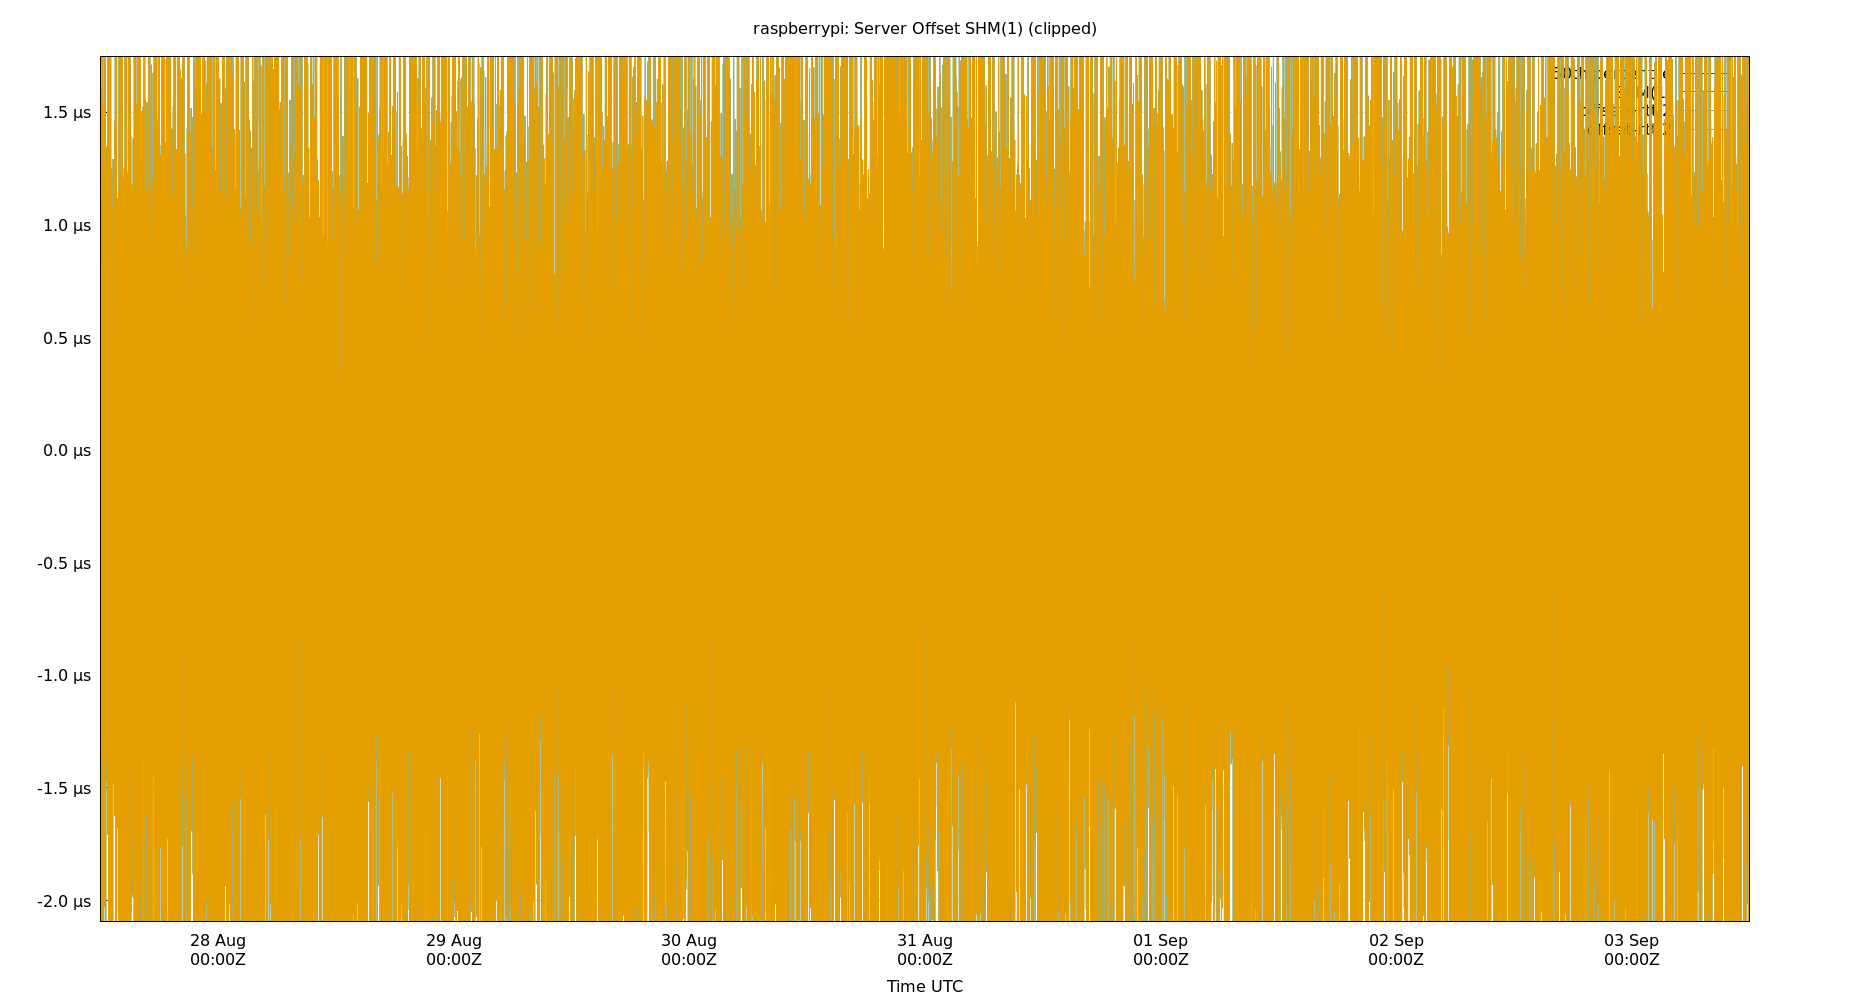 raspberrypi: Server Offset SHM(1) (clipped)
1.5 µs
1.0 µs
0.5 µs
0.0 µs
-0.5 µs
-1.0 µs
-1.5 µs
-2.0 µs
28 Aug 29 Aug 30 Aug 31 Aug 01 Sep 02 Sep 03 Sep
00:00Z 00:00Z 00:00Z 00:00Z 00:00Z 00:00Z 00:00Z
Time UTC